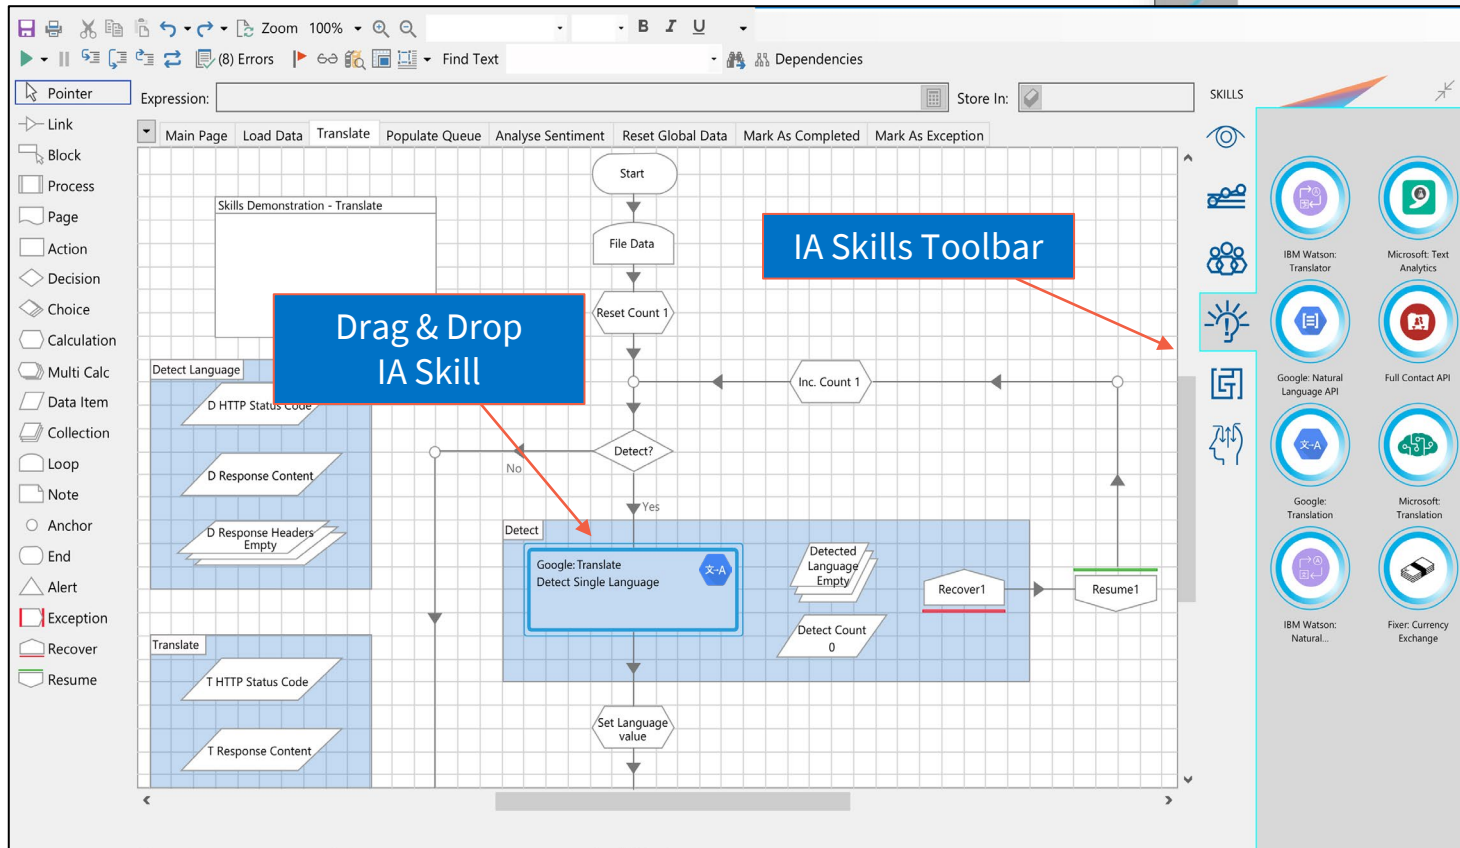 Zoom 100%
B I U
(8) Errors
Find Text
Dependencies
Pointer
Expression:
Store In:
SKILLS
Link
Block
Process
Page
Action
Decision
Choice
Calculation
Multi Calc
Data Item
Collection
Loop
Note
Anchor
End
Alert
Exception
Recover
Resume
Main Page
Load Data
Translate
Populate Queue
Analyse Sentiment
Reset Global Data
Mark As Completed
Mark As Exception
Start
Skills Demonstration - Translate
File Data
IA Skills Toolbar
Reset Count 1
Drag & Drop
IA Skill
Detect Language
D HTTP Status Code
Inc. Count 1
Detect?
No
Yes
D Response Content
D Response Headers
Empty
Detect
Google: Translate
Detect Single Language
文-A
Detected
Language
Empty
Detect Count
0
Recover1
Resume1
Translate
T HTTP Status Code
Set Language
value
T Response Content
IBM Watson:
Translator
Microsoft: Text
Analytics
Google: Natural
Language API
Full Contact API
文-A
Google:
Translation
Microsoft:
Translation
IBM Watson:
Natural...
Fixer: Currency
Exchange